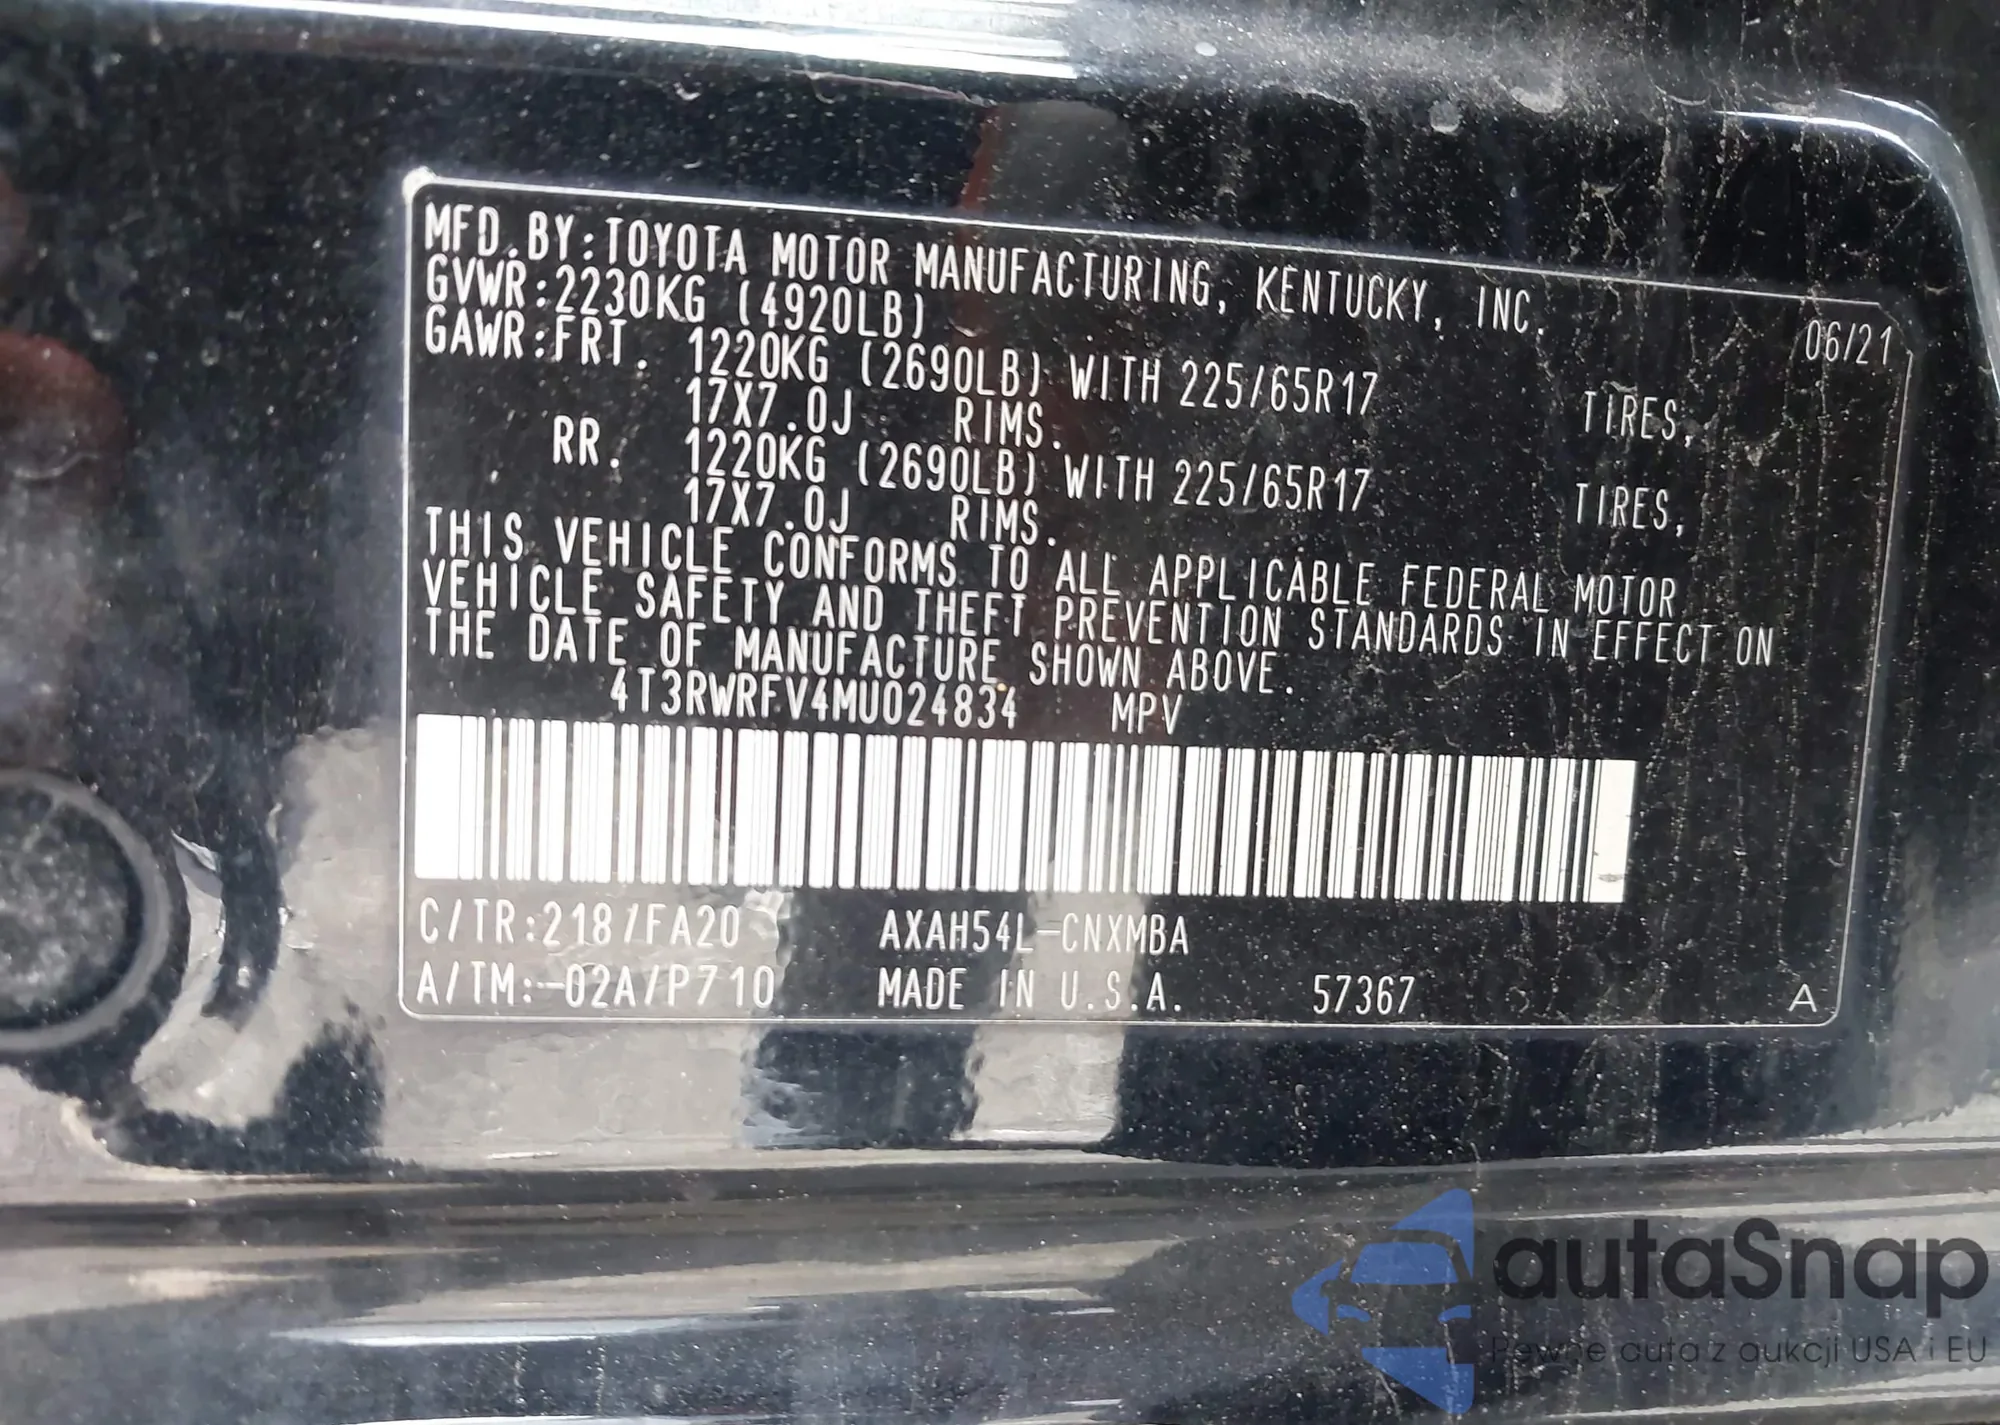 MFD.BY:TOYOTA MOTOR MANUFACTURING, KENTUCKY, INC.
GVWR:2230KG (4920LB) 06/21
GAWR:FRT. 1220KG (2690LB) WITH 225/65R17 TIRES,
17X7.0J RIMS.
RR. 1220KG (2690LB) WITH 225/65R17 TIRES,
17X7.0J RIMS.
THIS VEHICLE CONFORMS TO ALL APPLICABLE FEDERAL MOTOR
VEHICLE SAFETY AND THEFT PREVENTION STANDARDS IN EFFECT ON
THE DATE OF MANUFACTURE SHOWN ABOVE.
4T3RWRFV4MU024834 MPV
C/TR:218/FA20 AXAH54L-CNXMBA
A/TM:-02A/P710 MADE IN U.S.A. 57367 A
autaSnap
Pewne auta z aukcji USA i EU